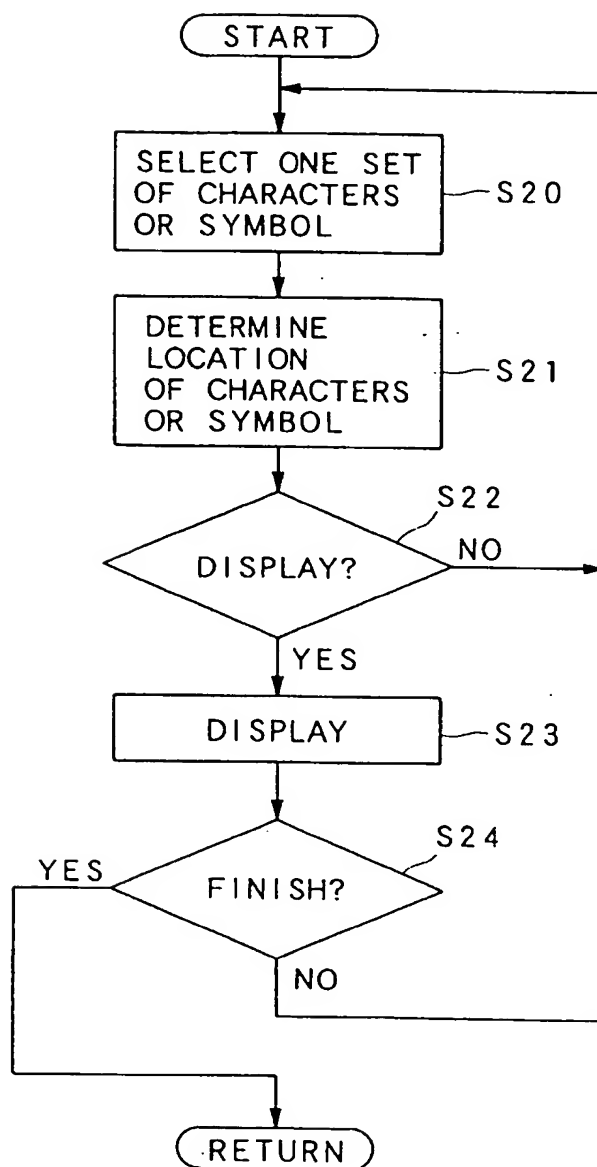 START
SELECT ONE SET
OF CHARACTERS
OR SYMBOL
S20
DETERMINE
LOCATION
OF CHARACTERS
OR SYMBOL
S21
S22
DISPLAY?
NO
YES
DISPLAY
S23
S24
YES
FINISH?
NO
RETURN